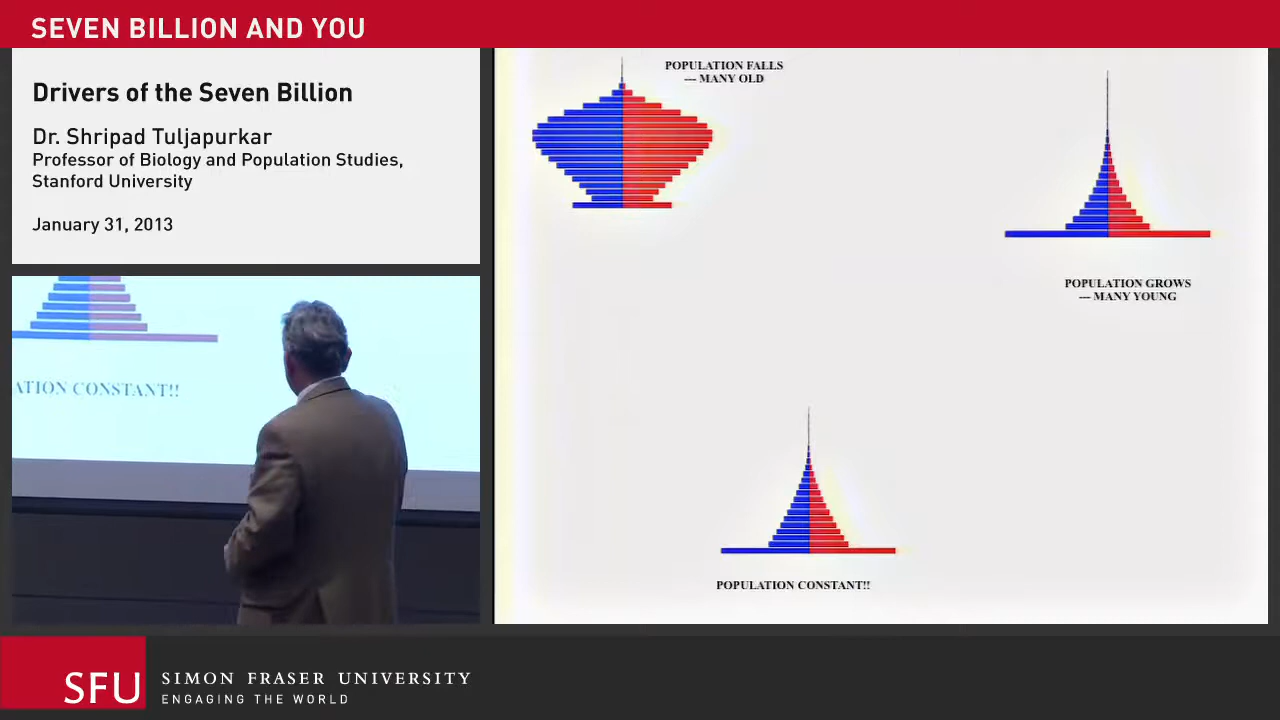 SEVEN BILLION AND YOU
Drivers of the Seven Billion
Dr. Shripad Tuljapurkar
Professor of Biology and Population Studies,
Stanford University
January 31, 2013
ATION CONSTANT!!
POPULATION FALLS
--- MANY OLD
POPULATION GROWS
--- MANY YOUNG
POPULATION CONSTANT!!
SFU
SIMON FRASER UNIVERSITY
ENGAGING THE WORLD